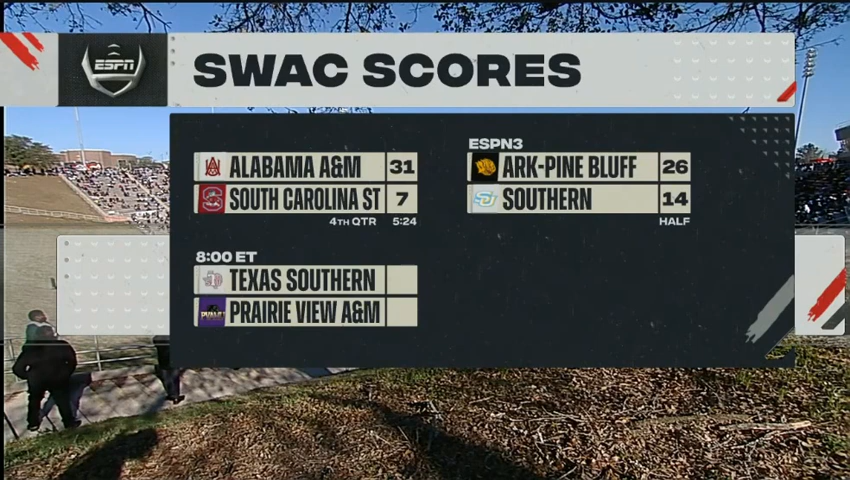 ESPN
SWAC SCORES
ALABAMA A&M 31
SOUTH CAROLINA ST 7
4TH QTR 5:24
ESPN3
ARK-PINE BLUFF 26
SOUTHERN 14
HALF
8:00 ET
TEXAS SOUTHERN
PRAIRIE VIEW A&M